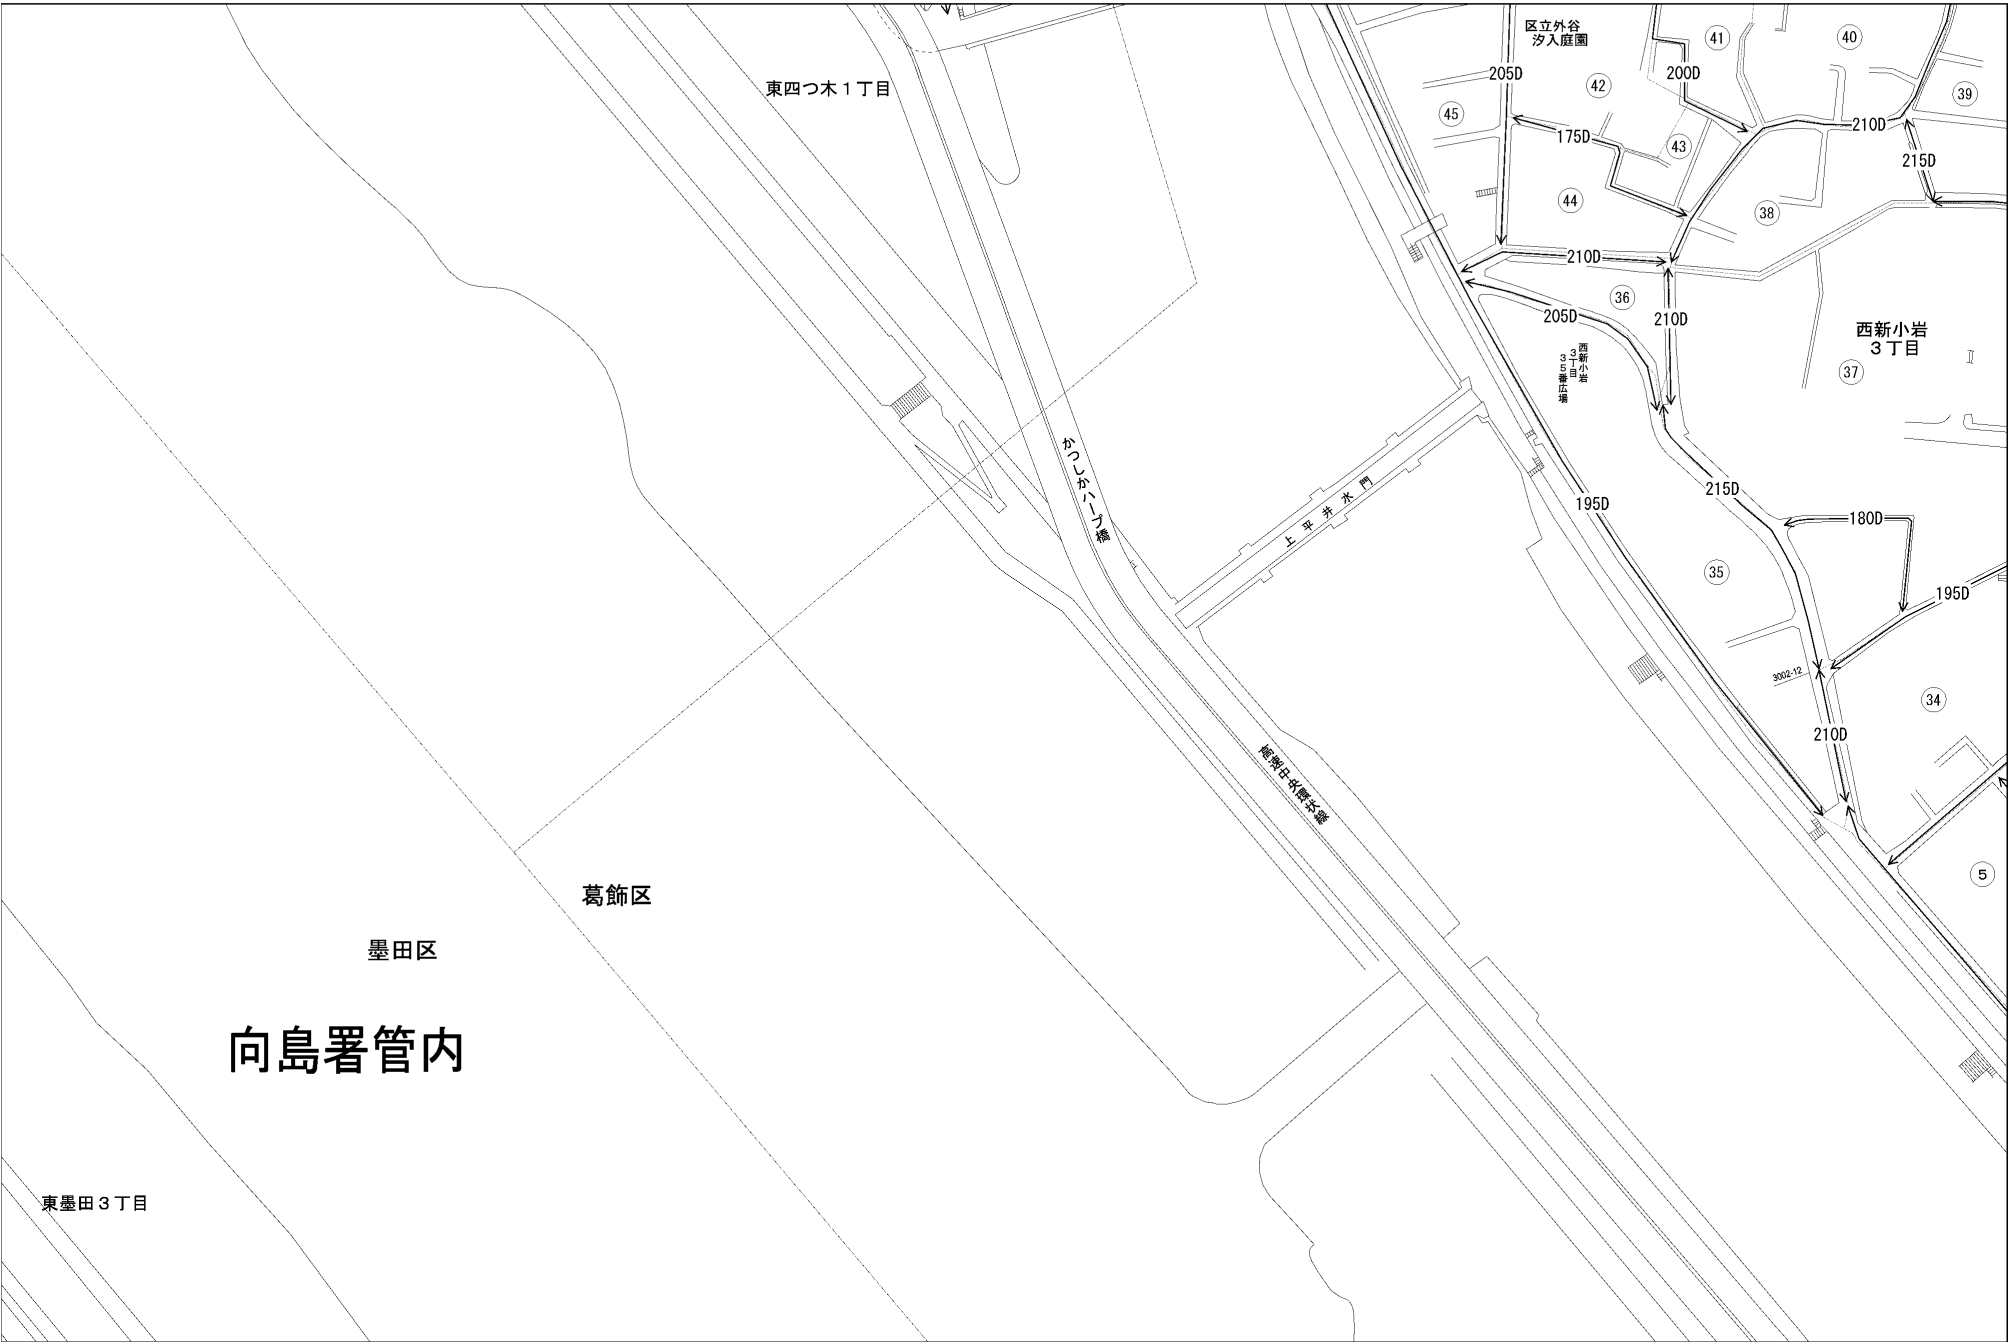 区立外谷
汐入庭園
41
40
東四つ木1丁目
205D
200D
42
39
45
210D
175D
43
215D
44
38
210D
36
205D
210D
西新小岩
3丁目
西新小岩
3丁目
35番広場
37
かつしかハープ橋
上平井水門
195D
215D
180D
35
195D
3002-12
34
210D
高速中央環状線
5
葛飾区
墨田区
向島署管内
東墨田3丁目